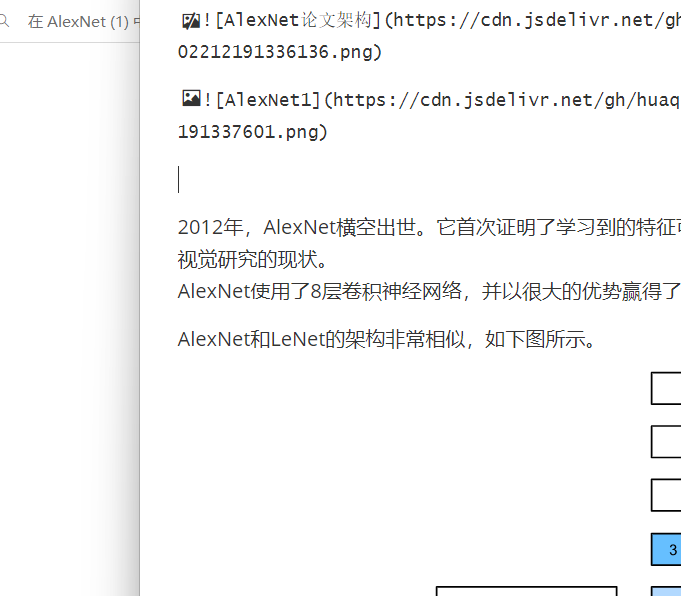 在 AlexNet (1) 中
![AlexNet论文架构](https://cdn.jsdelivr.net/gh
02212191336136.png)
![AlexNet1](https://cdn.jsdelivr.net/gh/huaq
191337601.png)
2012年，AlexNet横空出世。它首次证明了学习到的特征可
视觉研究的现状。
AlexNet使用了8层卷积神经网络，并以很大的优势赢得了
AlexNet和LeNet的架构非常相似，如下图所示。
3